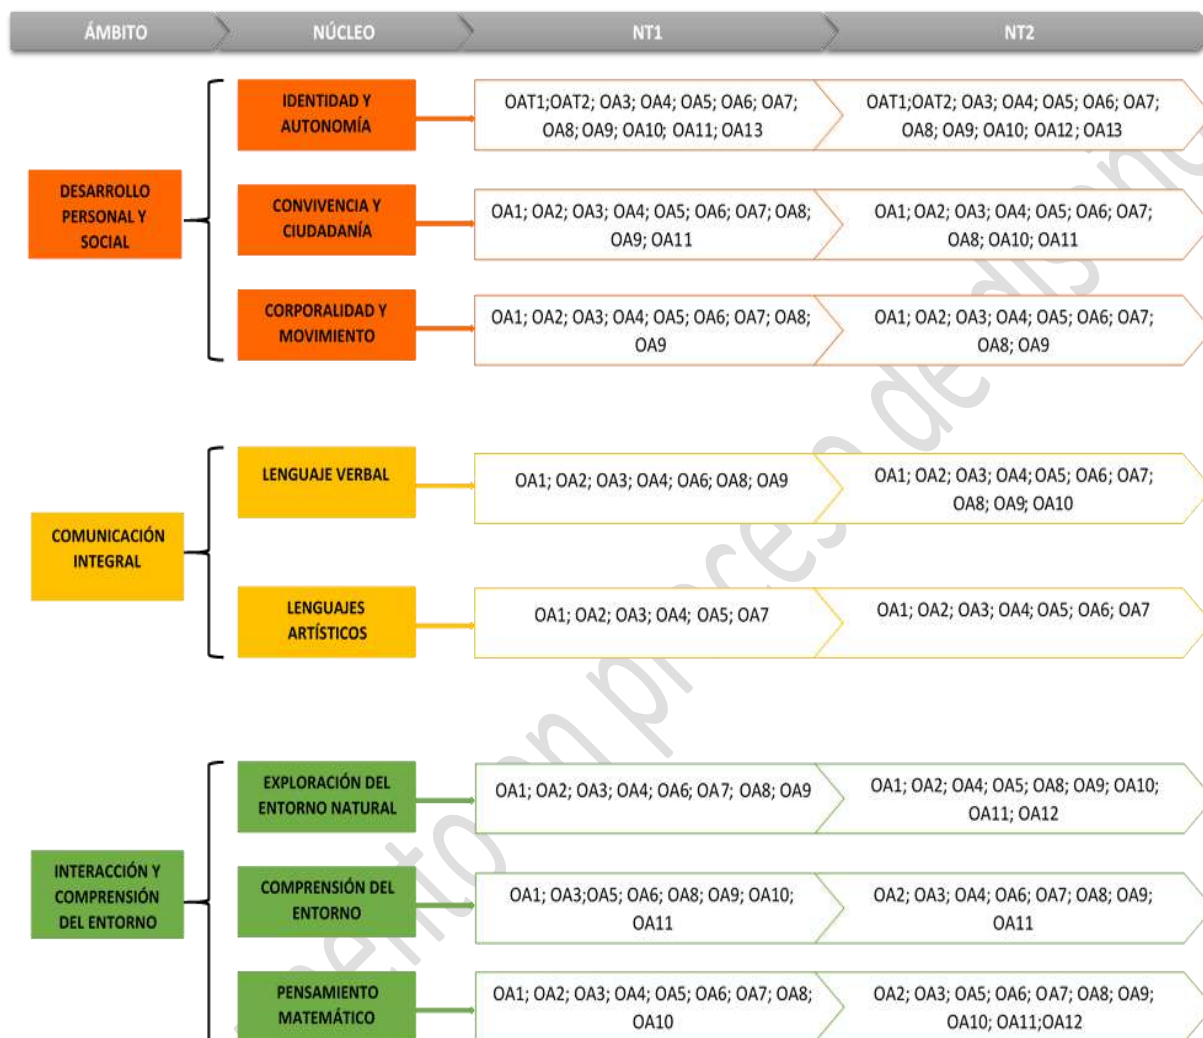 ÁMBITO
NÚCLEO
NT1
NT2
DESARROLLO
PERSONAL Y
SOCIAL
IDENTIDAD Y
AUTONOMÍA
OAT1;OAT2; OA3; OA4; OA5; OA6; OA7;
OA8; OA9; OA10; OA11; OA13
OAT1;OAT2; OA3; OA4; OA5; OA6; OA7;
OA8; OA9; OA10; OA12; OA13
CONVIVENCIA Y
CIUDADANÍA
OA1; OA2; OA3; OA4; OA5; OA6; OA7; OA8;
OA9; OA11
OA1; OA2; OA3; OA4; OA5; OA6; OA7;
OA8; OA10; OA11
CORPORALIDAD Y
MOVIMIENTO
OA1; OA2; OA3; OA4; OA5; OA6; OA7; OA8;
OA9
OA1; OA2; OA3; OA4; OA5; OA6; OA7;
OA8; OA9
COMUNICACIÓN
INTEGRAL
LENGUAJE VERBAL
OA1; OA2; OA3; OA4; OA6; OA8; OA9
OA1; OA2; OA3; OA4; OA5; OA6; OA7;
OA8; OA9; OA10
LENGUAJES
ARTÍSTICOS
OA1; OA2; OA3; OA4; OA5; OA7
OA1; OA2; OA3; OA4; OA5; OA6; OA7
INTERACCIÓN Y
COMPRENSIÓN
DEL ENTORNO
EXPLORACIÓN DEL
ENTORNO NATURAL
OA1; OA2; OA3; OA4; OA6; OA7; OA8; OA9
OA1; OA2; OA4; OA5; OA8; OA9; OA10;
OA11; OA12
COMPRENSIÓN DEL
ENTORNO
OA1; OA3;OA5; OA6; OA8; OA9; OA10;
OA11
OA2; OA3; OA4; OA6; OA7; OA8; OA9;
OA11
PENSAMIENTO
MATEMÁTICO
OA1; OA2; OA3; OA4; OA5; OA6; OA7; OA8;
OA10
OA2; OA3; OA5; OA6; OA7; OA8; OA9;
OA10; OA11;OA12
en proceso de